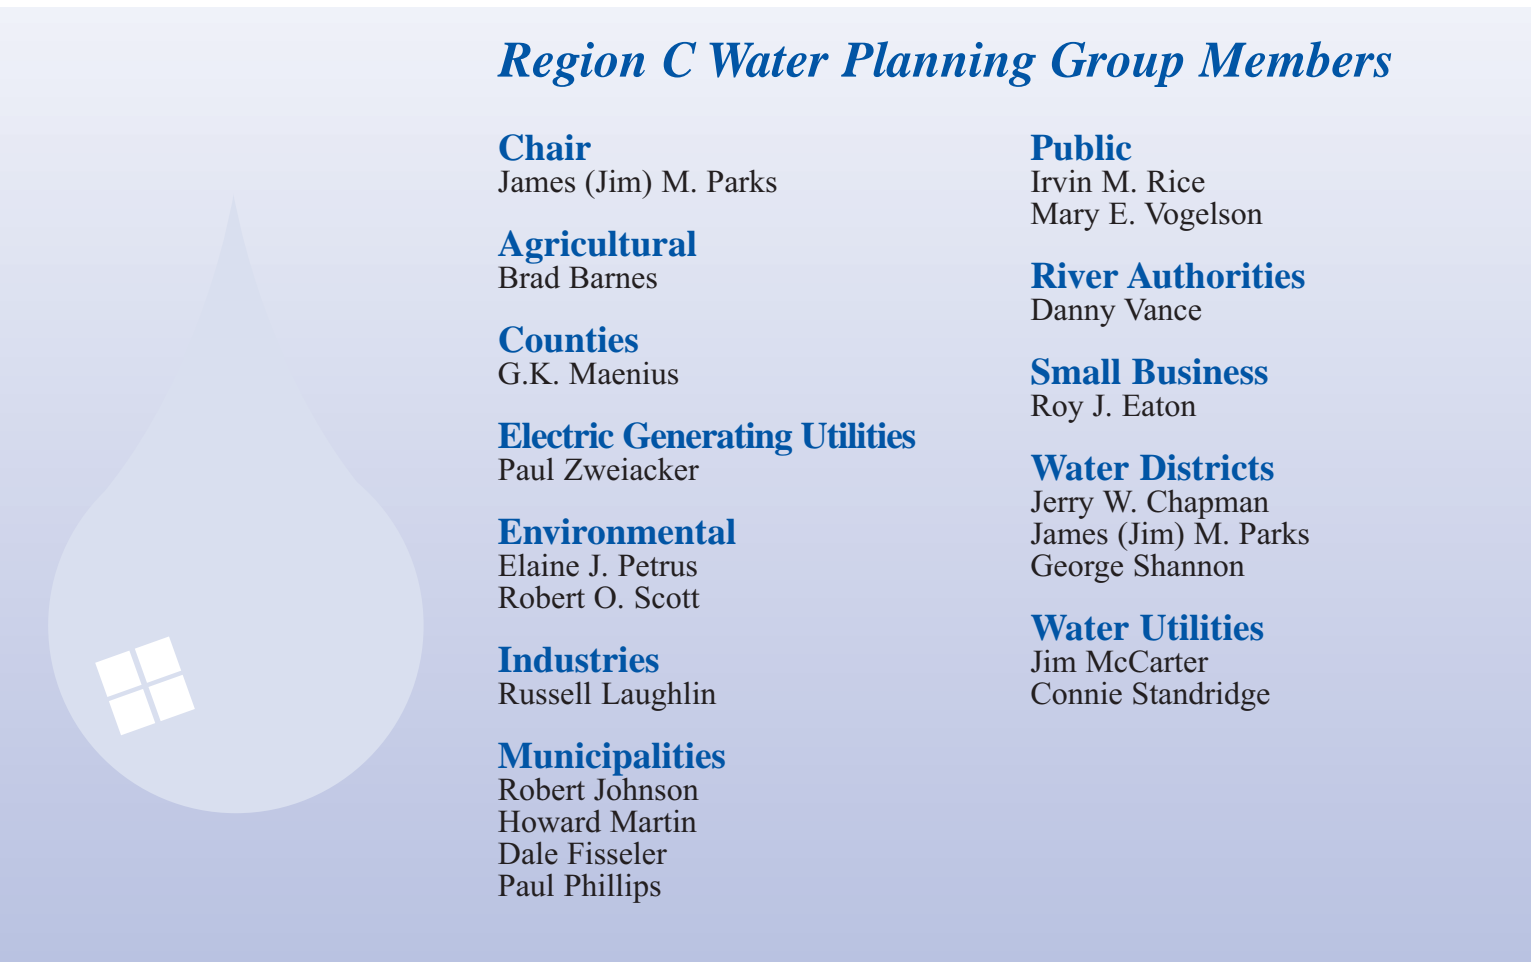 Region C Water Planning Group Members
Chair
James (Jim) M. Parks
Agricultural
Brad Barnes
Counties
G.K. Maenius
Electric Generating Utilities
Paul Zweiacker
Environmental
Elaine J. Petrus
Robert O. Scott
Industries
Russell Laughlin
Municipalities
Robert Johnson
Howard Martin
Dale Fisseler
Paul Phillips
Public
Irvin M. Rice
Mary E. Vogelson
River Authorities
Danny Vance
Small Business
Roy J. Eaton
Water Districts
Jerry W. Chapman
James (Jim) M. Parks
George Shannon
Water Utilities
Jim McCarter
Connie Standridge